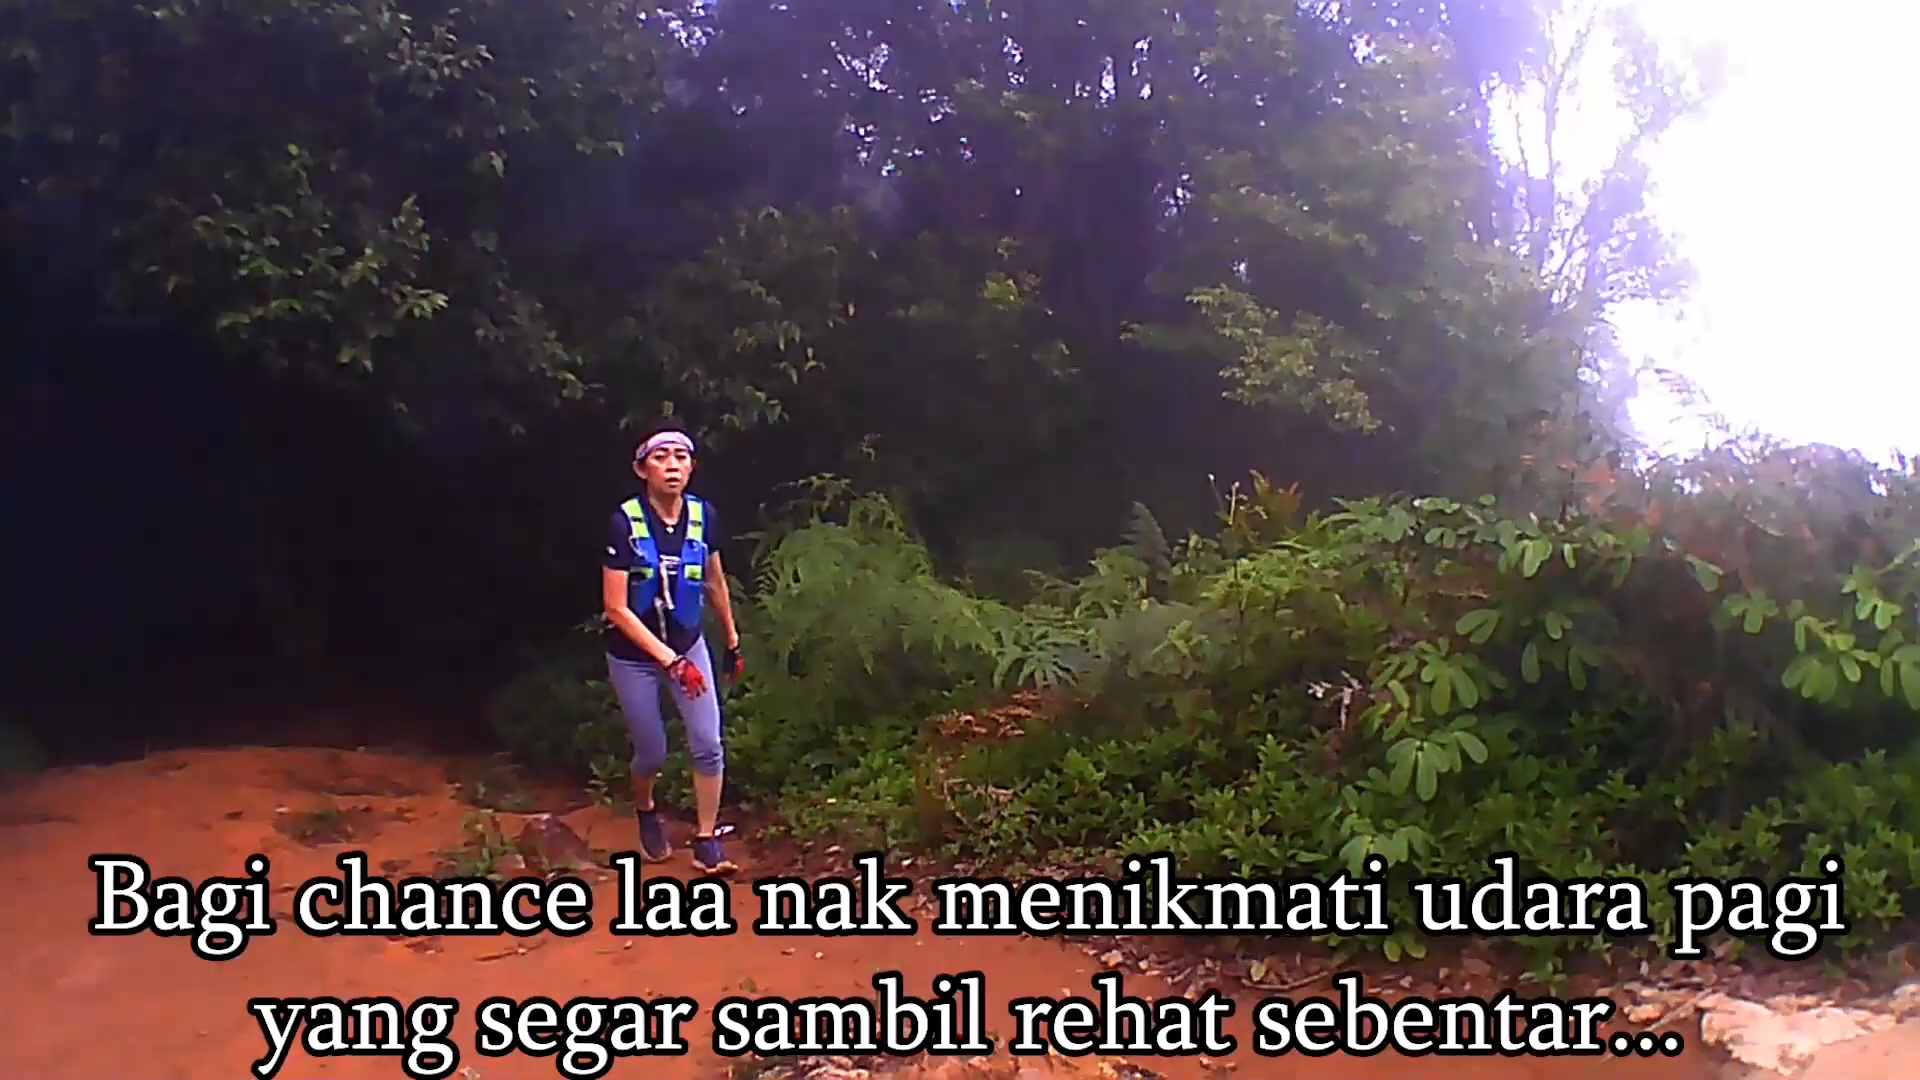 Bagi chance laa nak menikmati udara pagi
yang segar sambil rehat sebentar...